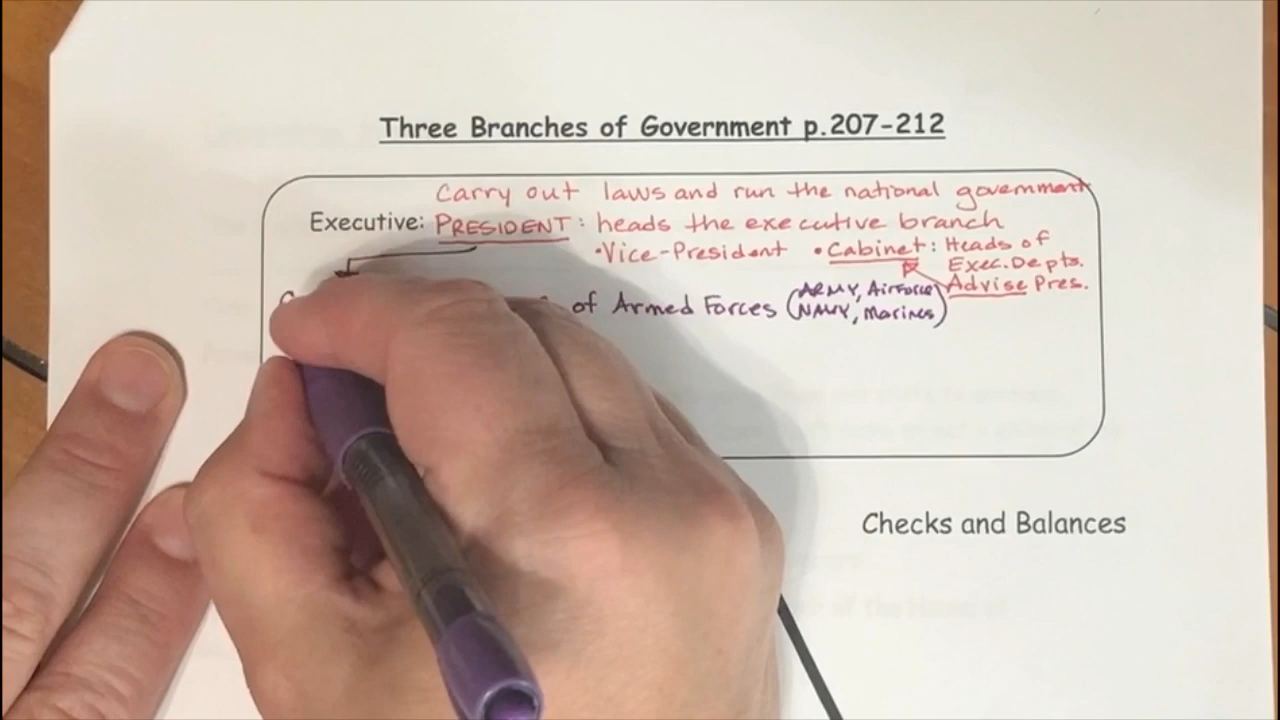 Three Branches of Government p.207-212
Carry out laws and run the national government
Executive: PRESIDENT: heads the executive branch
•Vice-President •Cabinet: Heads of
Exec. Depts.
Advise Pres.
of Armed Forces (ARMY, Airforce
NAVY, Marines)
Checks and Balances